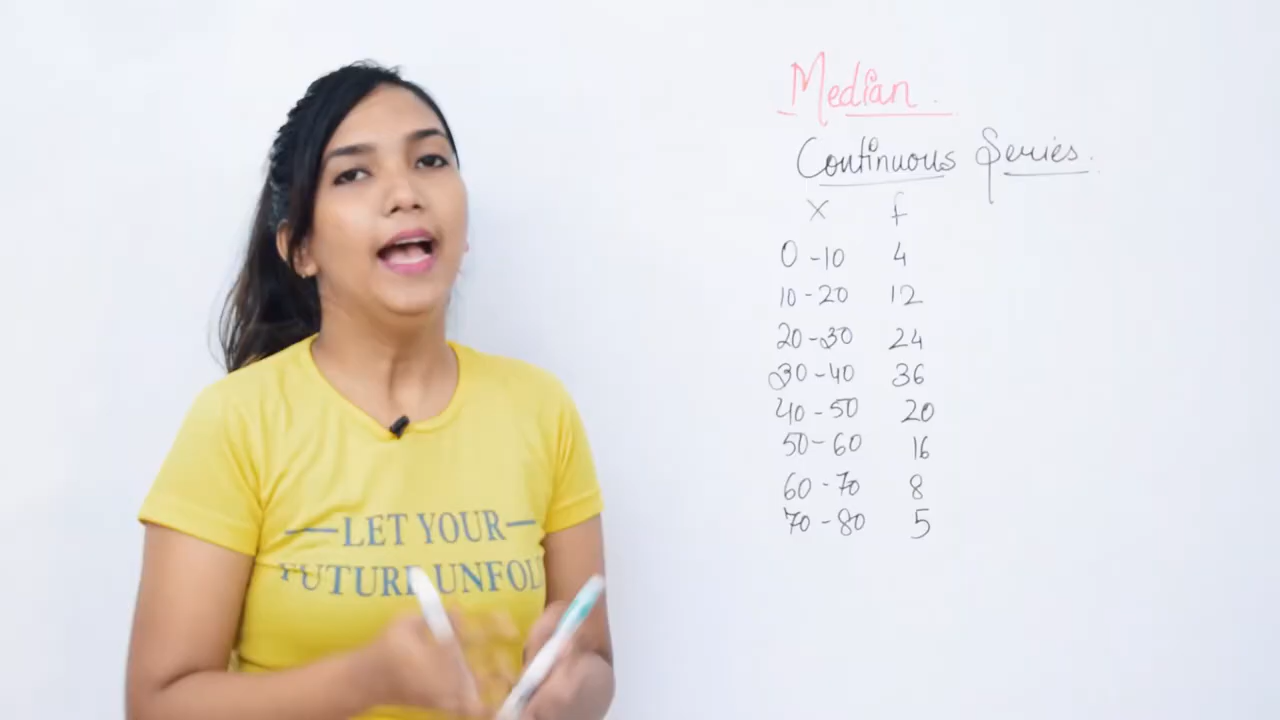 Median.
Continuous Series.
X f
0-10 4
10-20 12
20-30 24
30-40 36
40-50 20
50-60 16
60-70 8
70-80 5
—LET YOUR—
FUTURE UNFOL